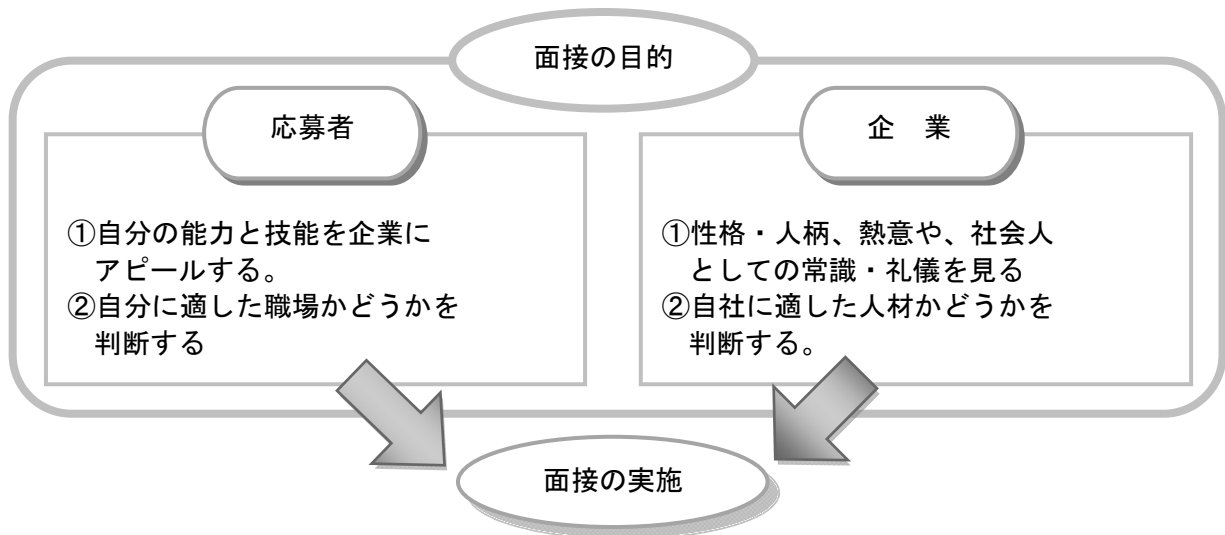 面接の目的
応募者
①自分の能力と技能を企業に
アピールする。
②自分に適した職場かどうかを
判断する
企　業
①性格・人柄、熱意や、社会人
としての常識・礼儀を見る
②自社に適した人材かどうかを
判断する。
面接の実施